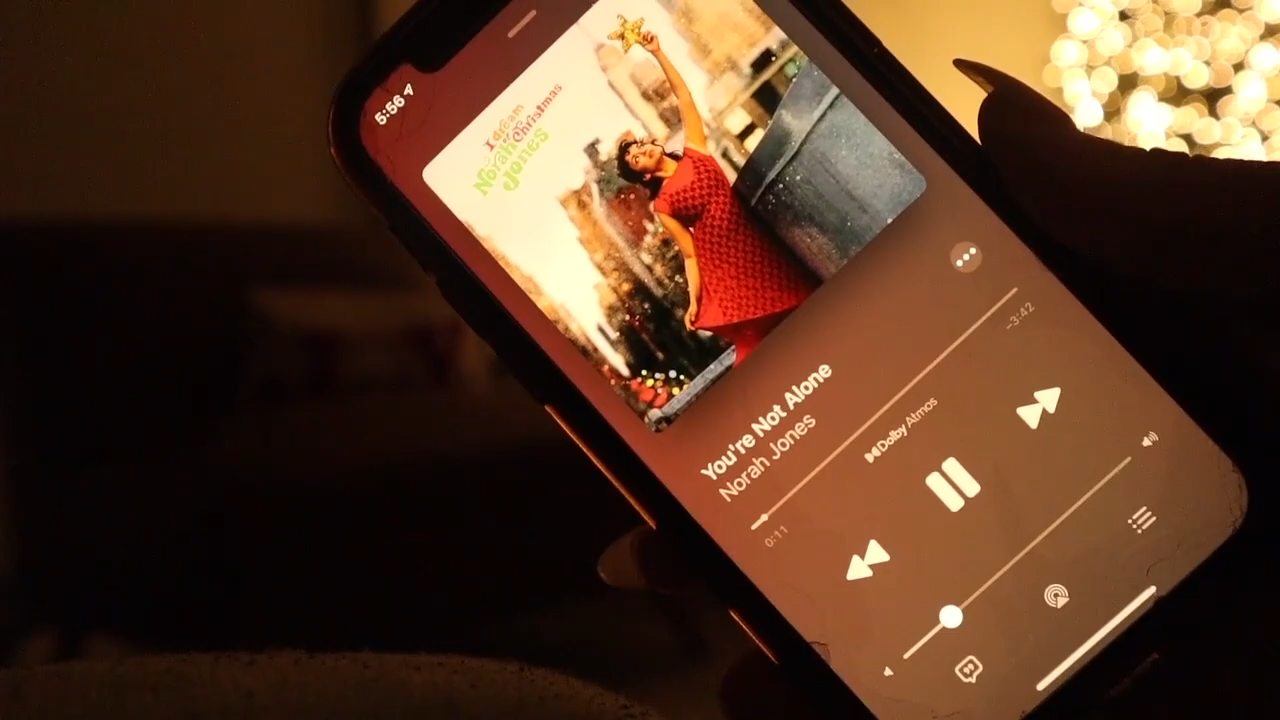 5:56
I dream
of Christmas
Norah
Jones
-3:42
You're Not Alone
Norah Jones
0:11
Dolby Atmos